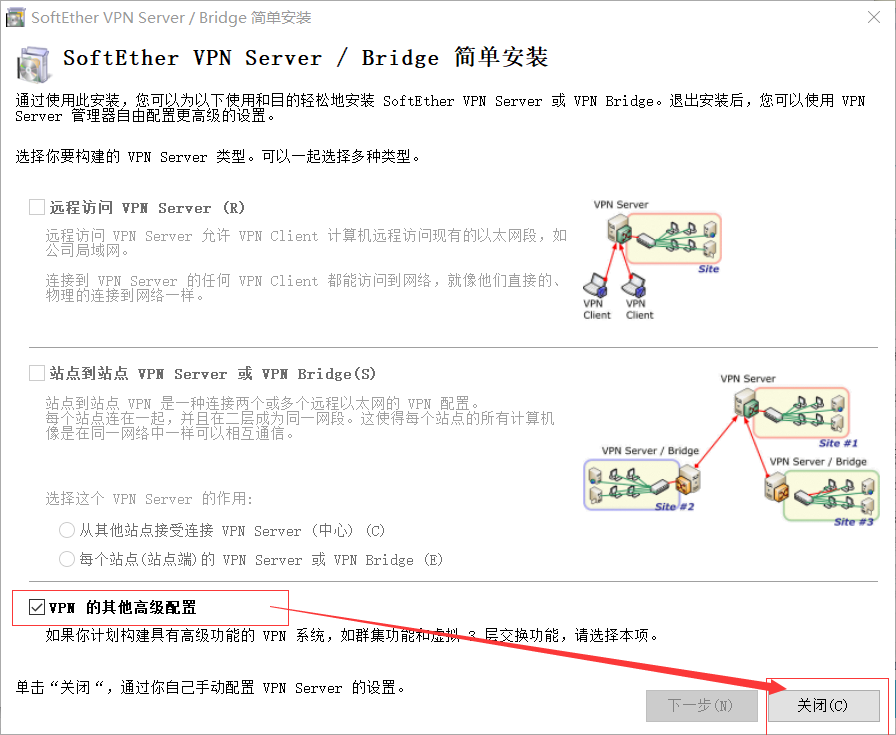 SoftEther VPN Server / Bridge 简单安装
SoftEther VPN Server / Bridge 简单安装
通过使用此安装，您可以为以下使用和目的轻松地安装 SoftEther VPN Server 或 VPN Bridge。退出安装后，您可以使用 VPN
Server 管理器自由配置更高级的设置。
选择你要构建的 VPN Server 类型。可以一起选择多种类型。
远程访问 VPN Server (R)
远程访问 VPN Server 允许 VPN Client 计算机远程访问现有的以太网段，如
公司局域网。
连接到 VPN Server 的任何 VPN Client 都能访问到网络，就像他们直接的、
物理的连接到网络一样。
VPN Server
Site
VPN
Client
VPN
Client
站点到站点 VPN Server 或 VPN Bridge(S)
站点到站点 VPN 是一种连接两个或多个远程以太网的 VPN 配置。
每个站点连在一起，并且在二层成为同一网段。这使得每个站点的所有计算机
像是在同一网络中一样可以相互通信。
选择这个 VPN Server 的作用:
从其他站点接受连接 VPN Server (中心) (C)
每个站点(站点端)的 VPN Server 或 VPN Bridge (E)
VPN Server
Site #1
VPN Server / Bridge
Site #2
VPN Server / Bridge
Site #3
VPN 的其他高级配置
如果你计划构建具有高级功能的 VPN 系统，如群集功能和虚拟 3 层交换功能，请选择本项。
单击“关闭“，通过你自己手动配置 VPN Server 的设置。
下一步(N)
关闭(C)